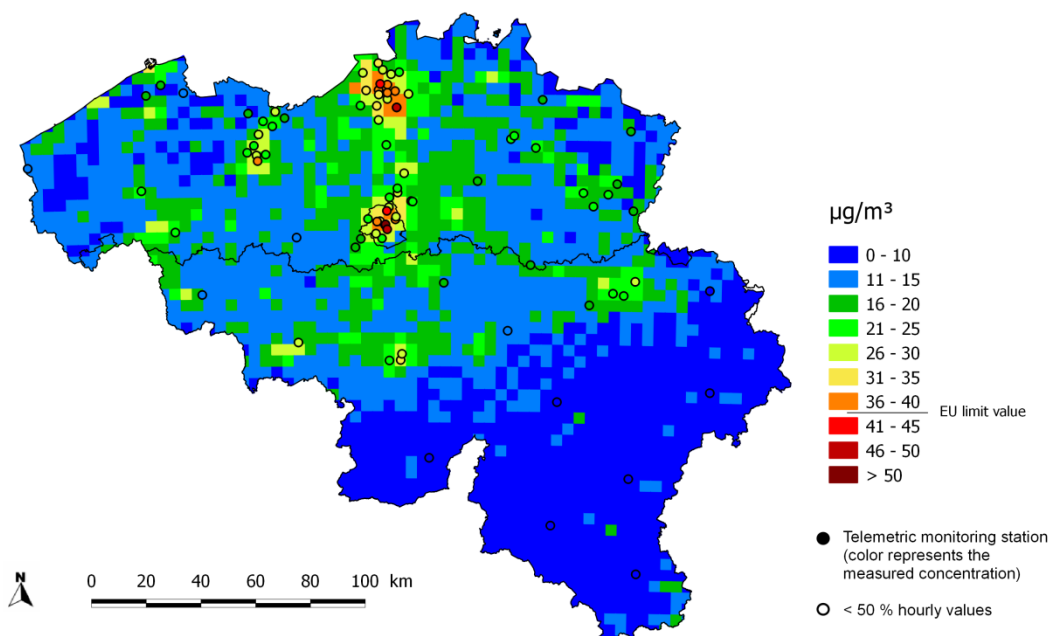 µg/m³
0 - 10
11 - 15
16 - 20
21 - 25
26 - 30
31 - 35
36 - 40
EU limit value
41 - 45
46 - 50
> 50
Telemetric monitoring station
(color represents the
measured concentration)
< 50 % hourly values
N
0 20 40 60 80 100 km